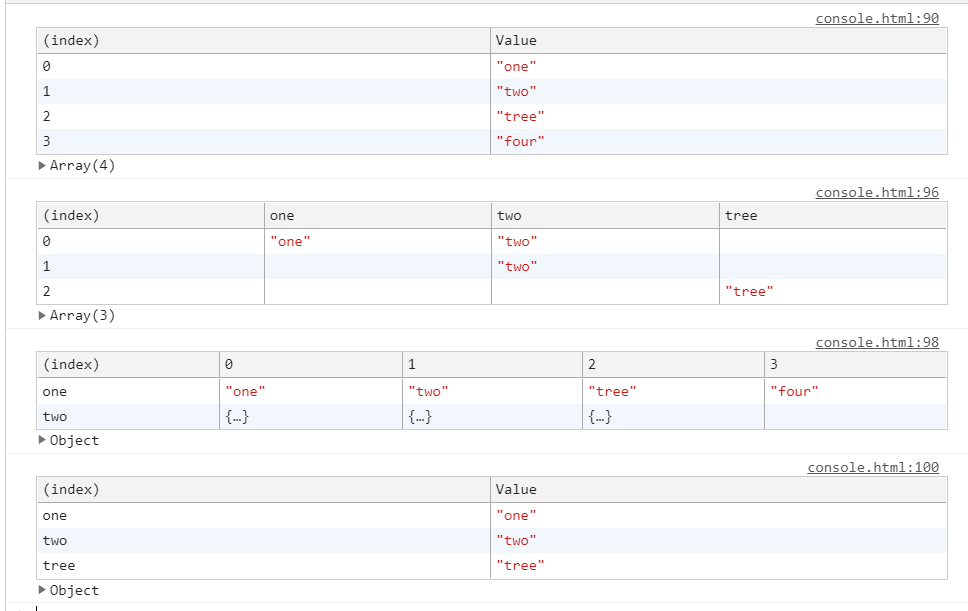 console.html:90
(index) Value
0 "one"
1 "two"
2 "tree"
3 "four"
Array(4)
console.html:96
(index) one two tree
0 "one" "two"
1 "two"
2 "tree"
Array(3)
console.html:98
(index) 0 1 2 3
one "one" "two" "tree" "four"
two {…} {…} {…}
Object
console.html:100
(index) Value
one "one"
two "two"
tree "tree"
Object